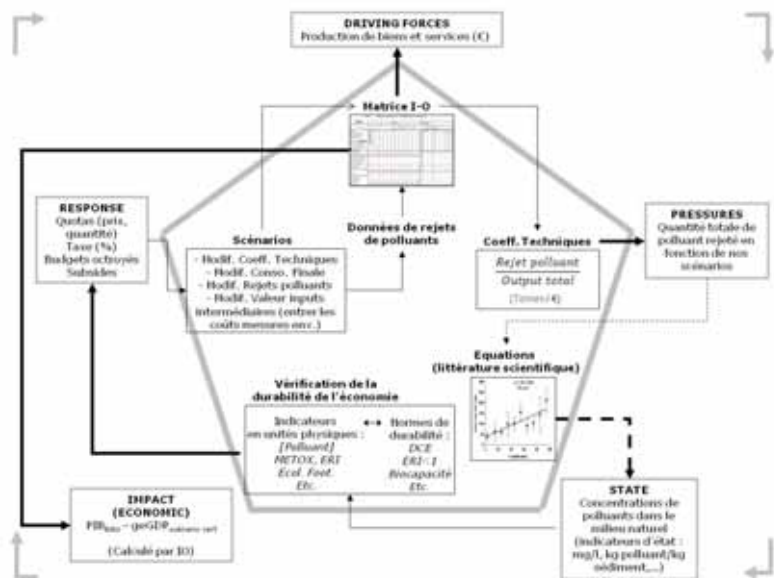 DRIVING FORCES
Production de biens et services (€)
Matrice I-O
RESPONSE
Quotas (prix,
quantité)
Taxe (%)
Budgets octroyés
Subsides
Scénarios
- Modif. Coeff. Techniques
- Modif. Conso. Finale
- Modif. Rejets polluants
- Modif. Valeur inputs
intermédiaires (entrer les
coûts mesures env.)
Données de rejets
de polluants
Coeff. Techniques
Rejet polluant
Output total
(Tonnes/€)
PRESSURES
Quantité totale de
polluant rejeté en
fonction de nos
scénarios
Equations
(littérature scientifique)
Vérification de la
durabilité de l'économie
Indicateurs
en unités physiques :
[Polluant]
METOX, ERI
Ecol. Foot.
Etc.
Normes de
durabilité :
DCE
ERI<1
Biocapacité
Etc.
IMPACT
(ECONOMIC)
(Calculé par IO)
STATE
Concentrations de
polluants dans le
milieu naturel
(indicateurs d'état :
mg/l, kg polluant/kg
sédiment,...)